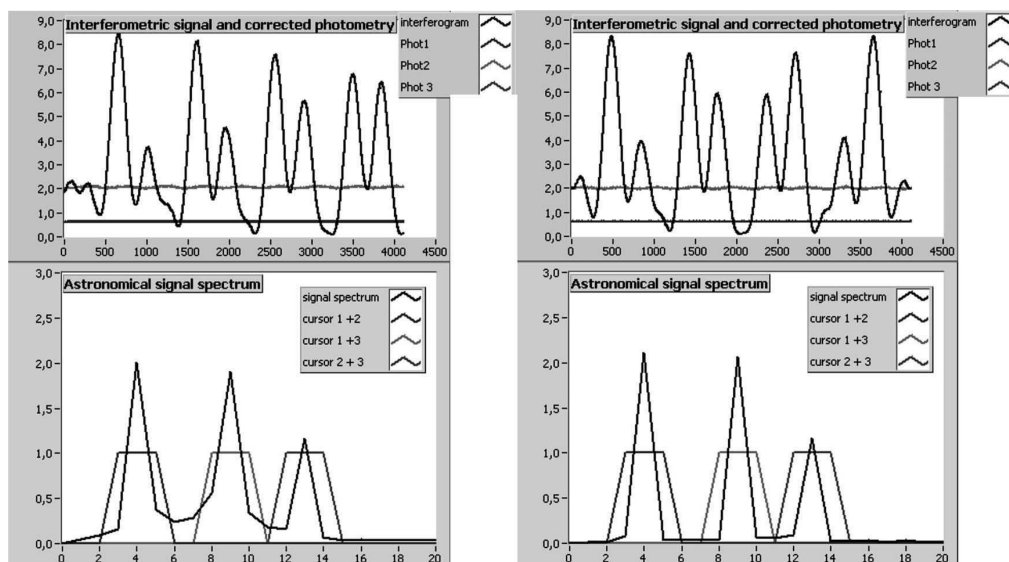 Interferometric signal and corrected photometry
interferogram
Phot1
Phot2
Phot 3
9,0
8,0
7,0
6,0
5,0
4,0
3,0
2,0
1,0
0,0
0 500 1000 1500 2000 2500 3000 3500 4000 4500
Interferometric signal and corrected photometry
interferogram
Phot1
Phot2
Phot 3
9,0
8,0
7,0
6,0
5,0
4,0
3,0
2,0
1,0
0,0
0 500 1000 1500 2000 2500 3000 3500 4000 4500
Astronomical signal spectrum
signal spectrum
cursor 1 +2
cursor 1 +3
cursor 2 + 3
3,0
2,5
2,0
1,5
1,0
0,5
0,0
0 2 4 6 8 10 12 14 16 18 20
Astronomical signal spectrum
signal spectrum
cursor 1 +2
cursor 1 +3
cursor 2 + 3
3,0
2,5
2,0
1,5
1,0
0,5
0,0
0 2 4 6 8 10 12 14 16 18 20